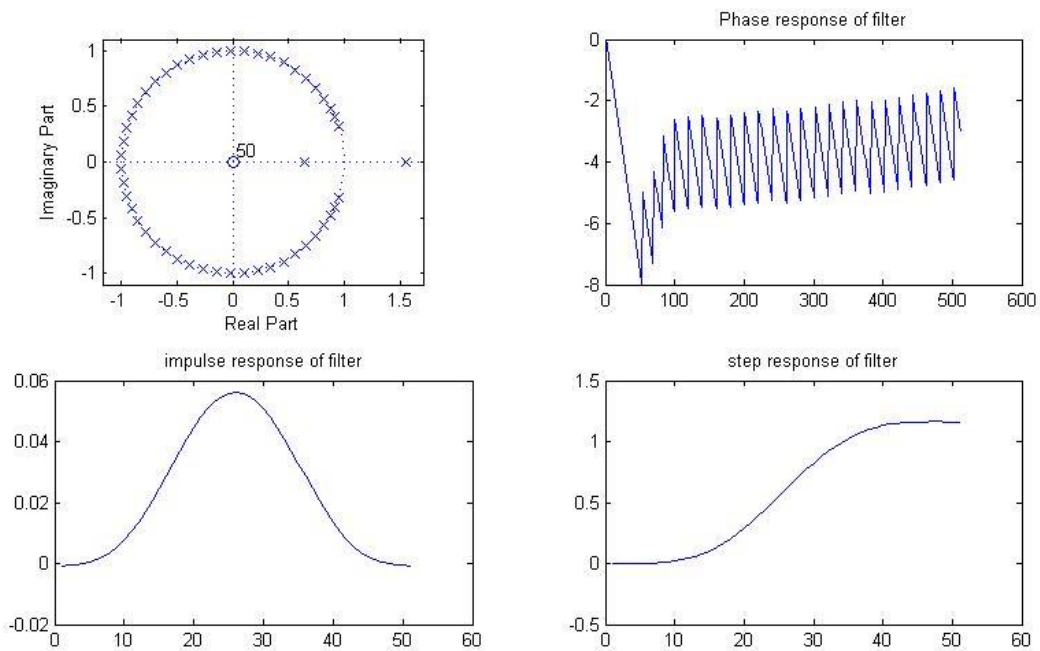 1
0.5
0
-0.5
-1
Imaginary Part
50
-1 -0.5 0 0.5 1 1.5
Real Part
Phase response of filter
0
-2
-4
-6
-8
0 100 200 300 400 500 600
impulse response of filter
0.06
0.04
0.02
0
-0.02
0 10 20 30 40 50 60
step response of filter
1.5
1
0.5
0
-0.5
0 10 20 30 40 50 60